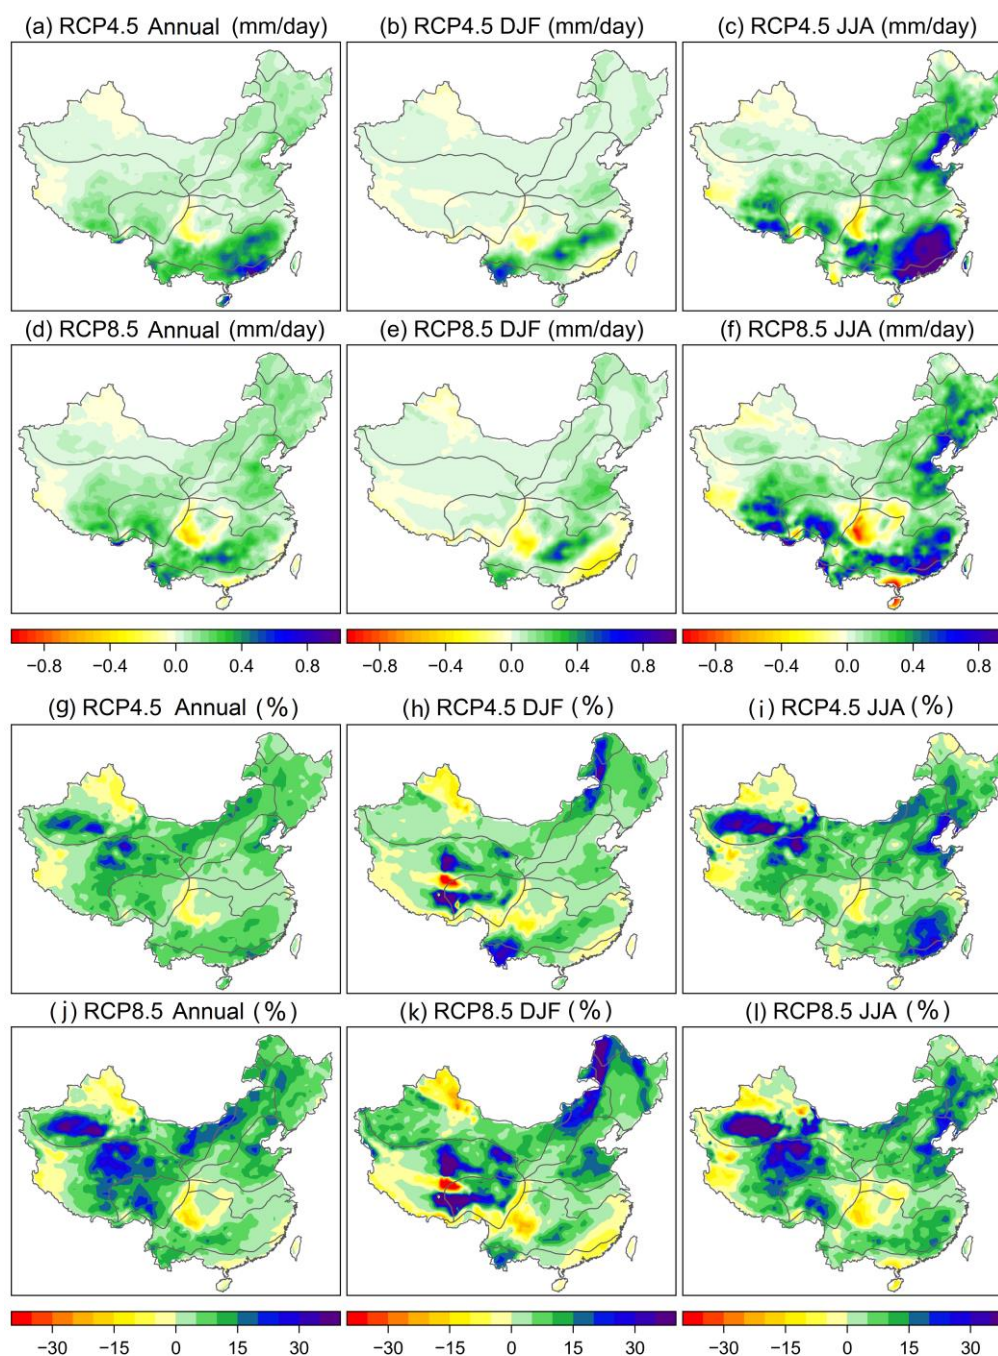 (a) RCP4.5 Annual (mm/day) (b) RCP4.5 DJF (mm/day) (c) RCP4.5 JJA (mm/day)
(d) RCP8.5 Annual (mm/day) (e) RCP8.5 DJF (mm/day) (f) RCP8.5 JJA (mm/day)
−0.8 −0.4 0.0 0.4 0.8 −0.8 −0.4 0.0 0.4 0.8 −0.8 −0.4 0.0 0.4 0.8
(g) RCP4.5 Annual (%) (h) RCP4.5 DJF (%) (i) RCP4.5 JJA (%)
(j) RCP8.5 Annual (%) (k) RCP8.5 DJF (%) (l) RCP8.5 JJA (%)
−30 −15 0 15 30 −30 −15 0 15 30 −30 −15 0 15 30